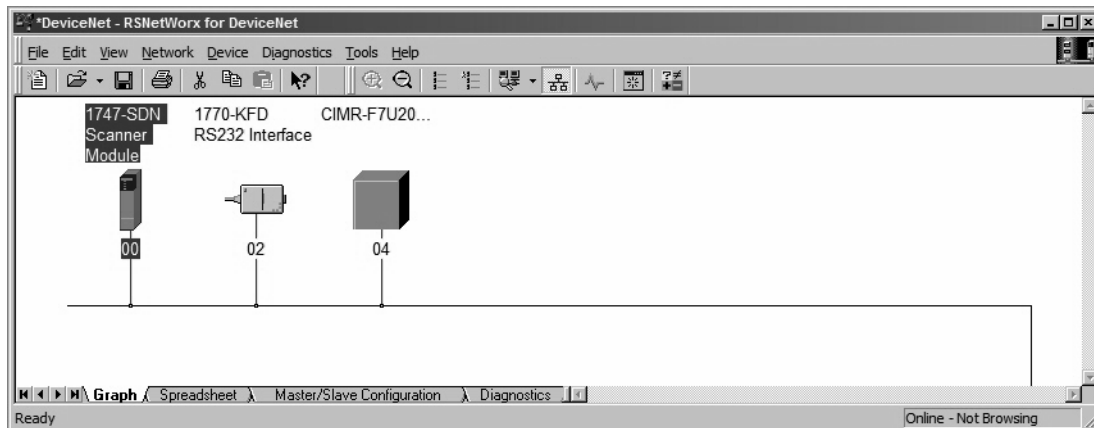 *DeviceNet - RSNetWorx for DeviceNet
File Edit View Network Device Diagnostics Tools Help
1747-SDN Scanner Module
1770-KFD RS232 Interface
CIMR-F7U20...
00 02 04
Graph Spreadsheet Master/Slave Configuration Diagnostics
Ready Online - Not Browsing